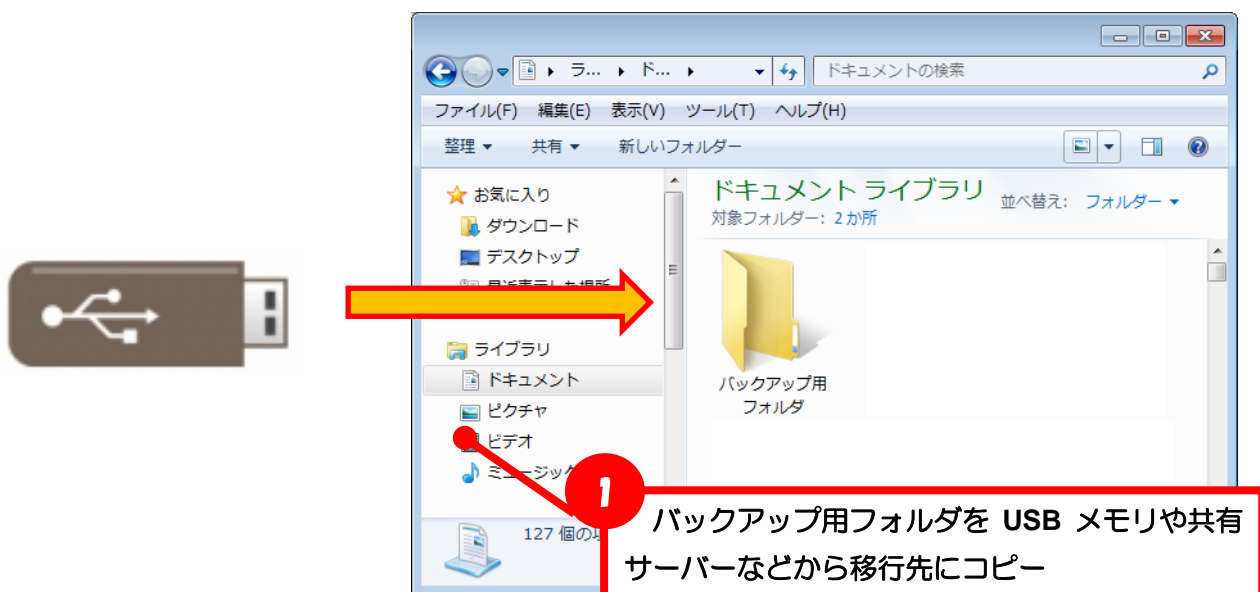 ラ... ド...
ドキュメントの検索
ファイル(F) 編集(E) 表示(V) ツール(T) ヘルプ(H)
整理 共有 新しいフォルダー
お気に入り
ダウンロード
デスクトップ
最近表示した場所
ライブラリ
ドキュメント
ピクチャ
ビデオ
ミュージック
127 個の
ドキュメント ライブラリ
対象フォルダー: 2 か所
並べ替え: フォルダー
バックアップ用
フォルダ
1
バックアップ用フォルダを USB メモリや共有
サーバーなどから移行先にコピー